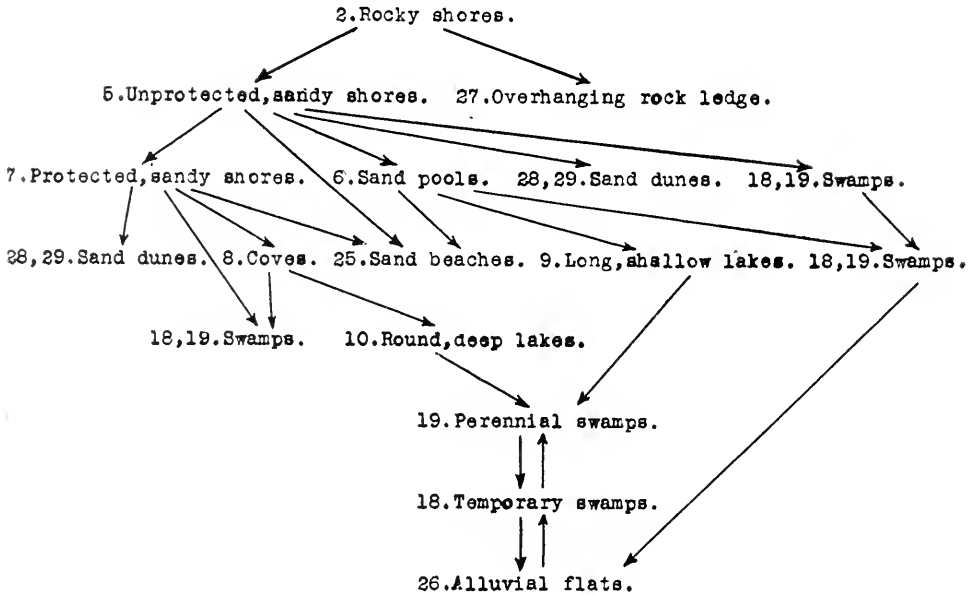 2.Rocky shores.
5.Unprotected,sandy shores. 27.Overhanging rock ledge.
7.Protected,sandy shores. 6.Sand pools. 28,29.Sand dunes. 18,19.Swamps.
28,29.Sand dunes. 8.Coves. 25.Sand beaches. 9.Long,shallow lakes. 18,19.Swamps.
18,19.Swamps. 10.Round,deep lakes.
19.Perennial swamps.
18.Temporary swamps.
26.Alluvial flats.